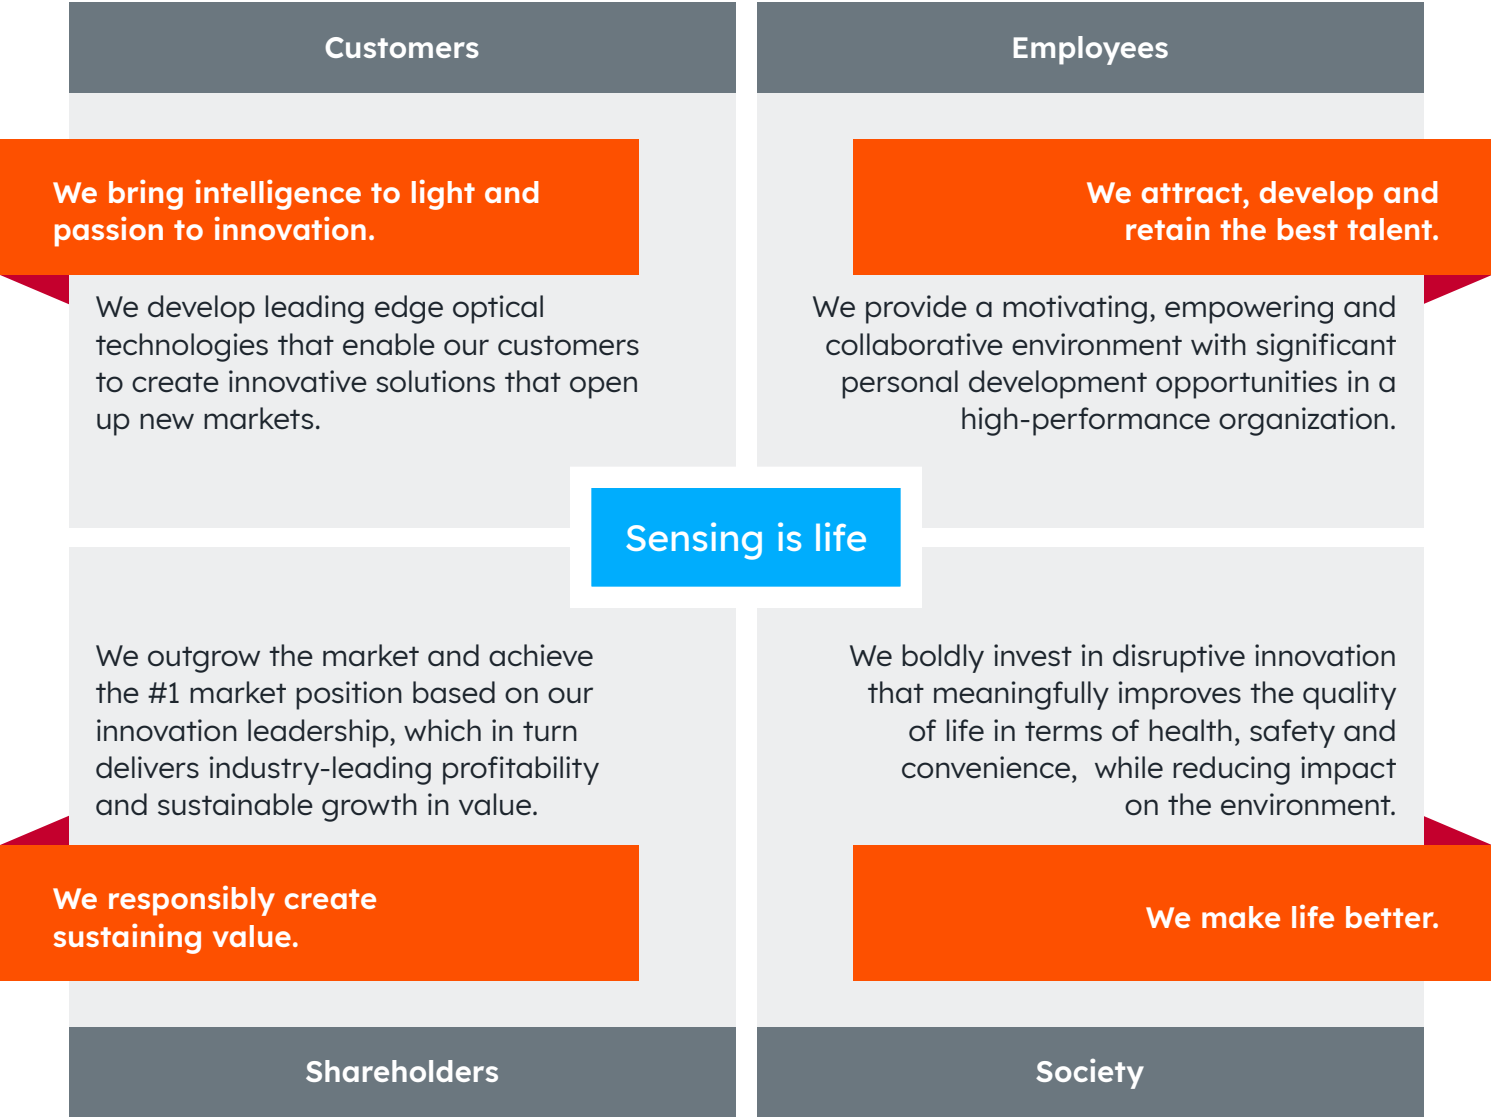 Customers
We bring intelligence to light and
passion to innovation.
We develop leading edge optical
technologies that enable our customers
to create innovative solutions that open
up new markets.
Employees
We attract, develop and
retain the best talent.
We provide a motivating, empowering and
collaborative environment with significant
personal development opportunities in a
high-performance organization.
Sensing is life
We outgrow the market and achieve
the #1 market position based on our
innovation leadership, which in turn
delivers industry-leading profitability
and sustainable growth in value.
We responsibly create
sustaining value.
Shareholders
We boldly invest in disruptive innovation
that meaningfully improves the quality
of life in terms of health, safety and
convenience,  while reducing impact
on the environment.
We make life better.
Society